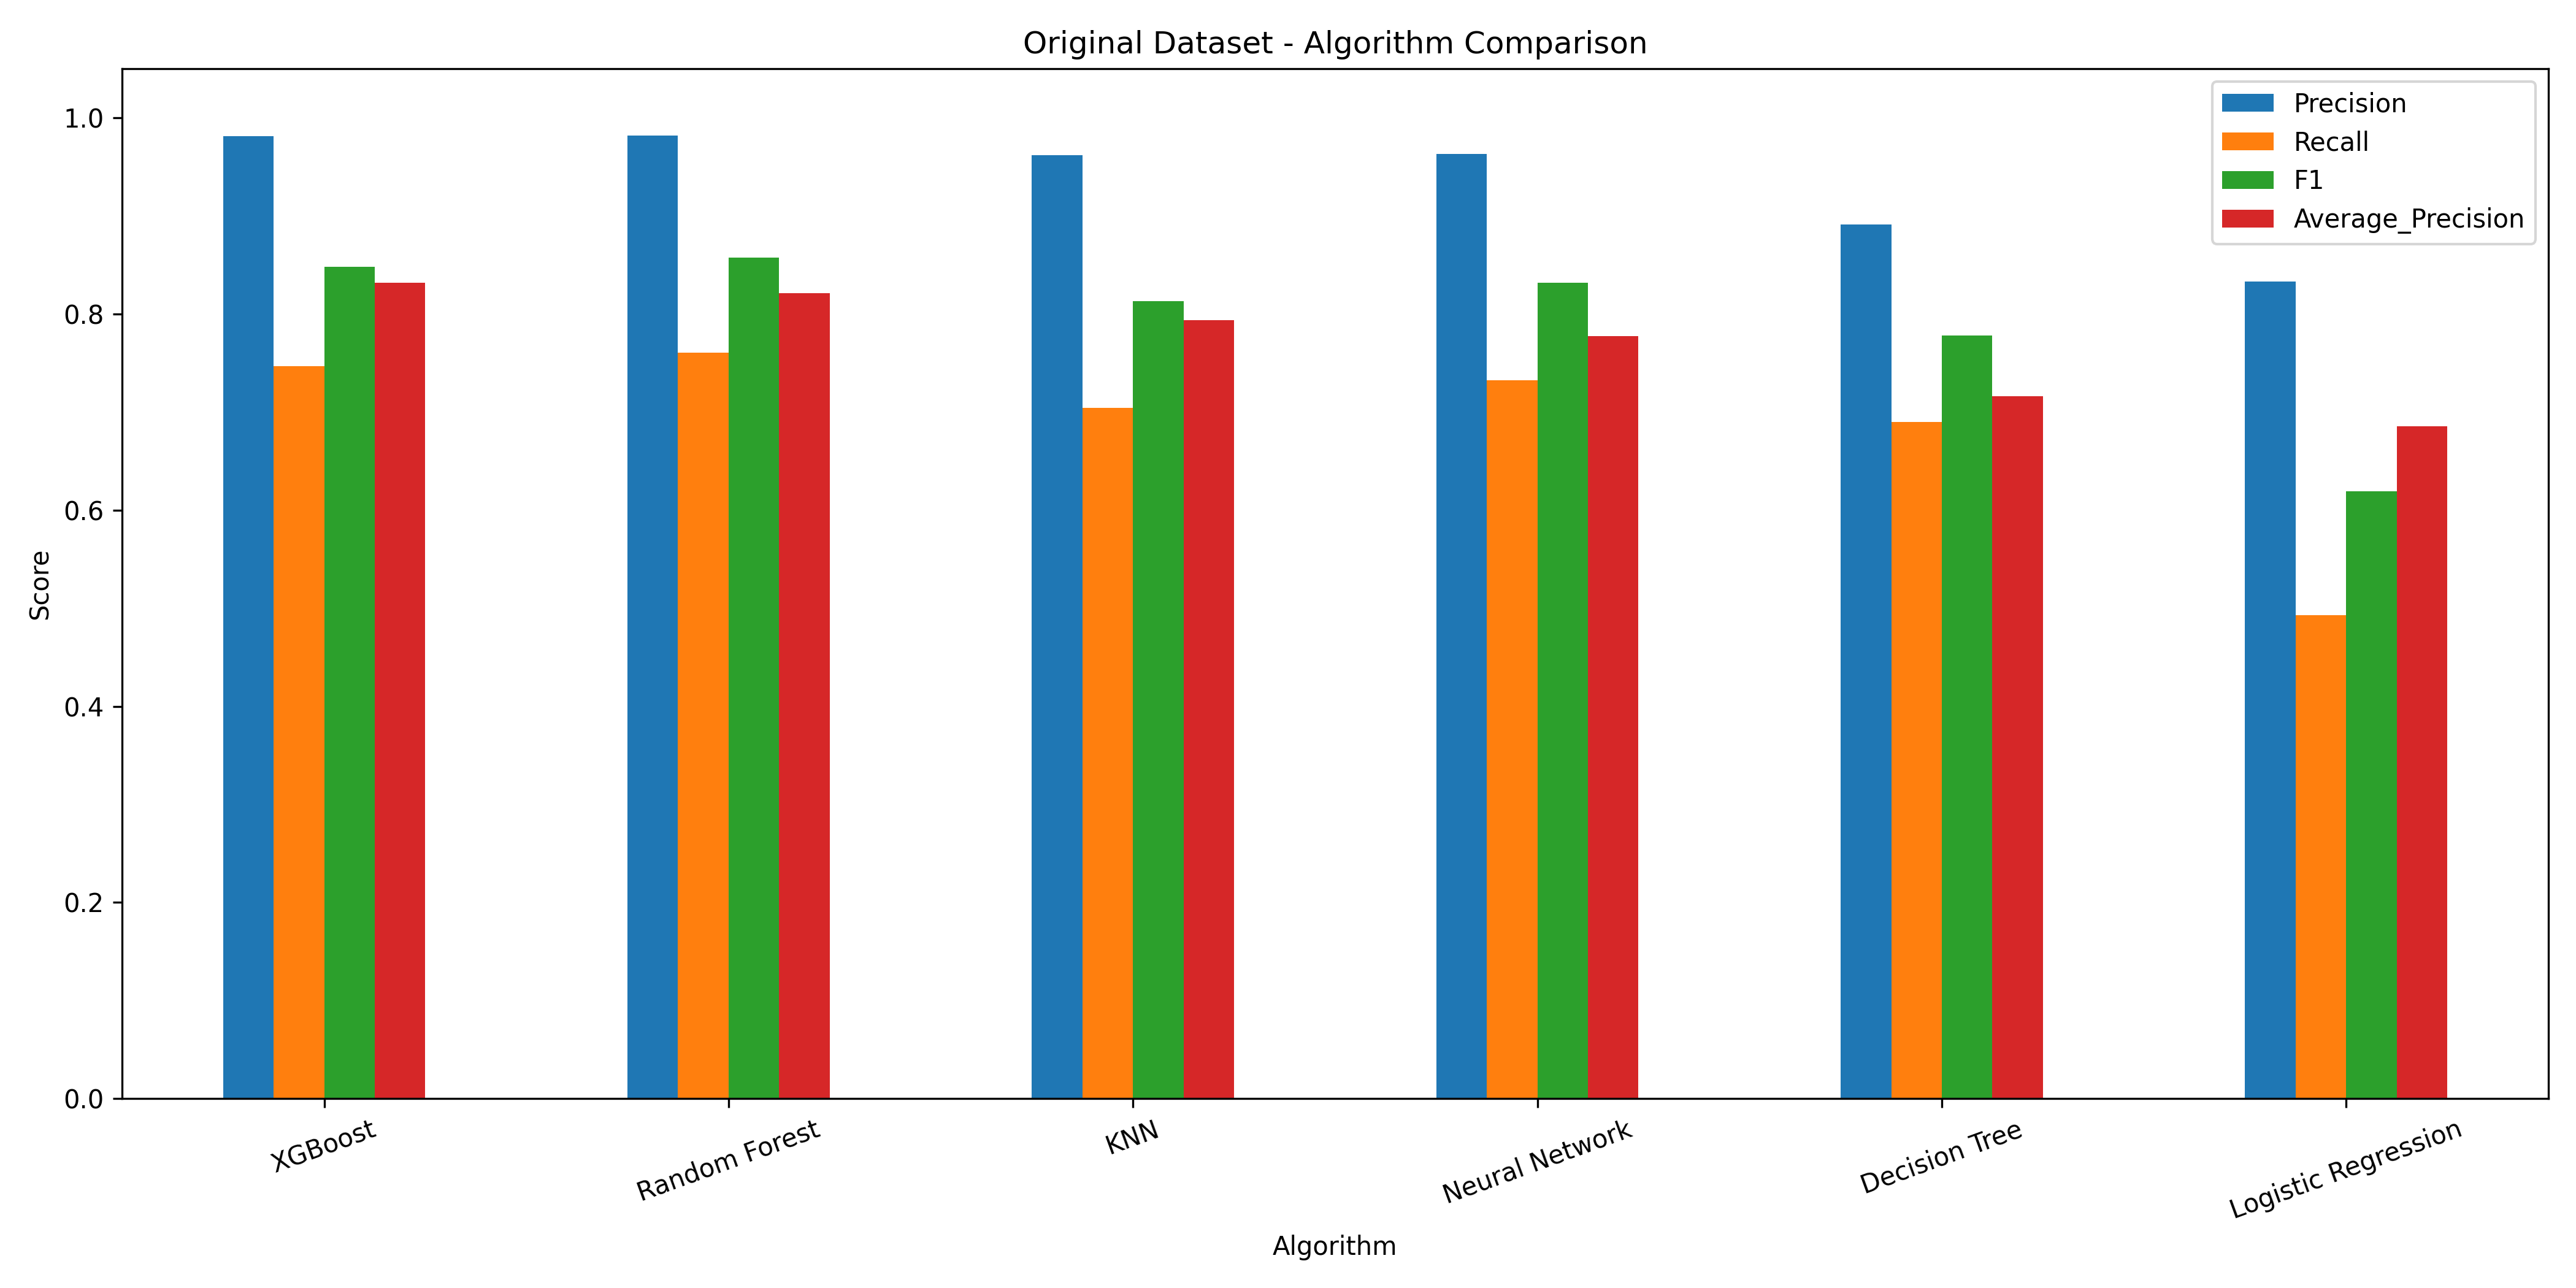 Original Dataset - Algorithm Comparison
1.0
0.8
0.6
0.4
0.2
0.0
Score
Precision
Recall
F1
Average_Precision
XGBoost
Random Forest
KNN
Neural Network
Decision Tree
Logistic Regression
Algorithm